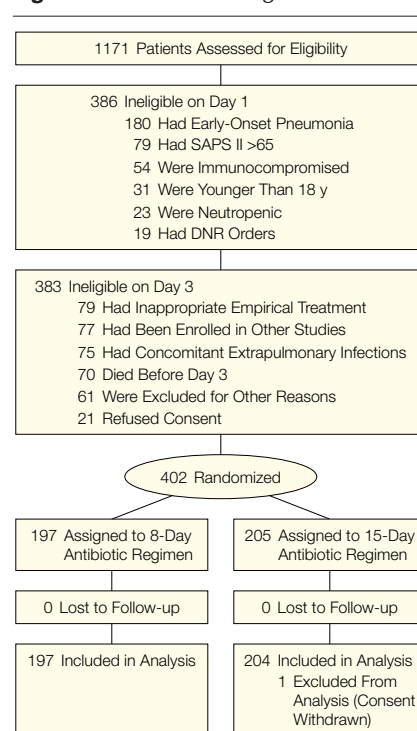 1171 Patients Assessed for Eligibility
386 Ineligible on Day 1
180 Had Early-Onset Pneumonia
79 Had SAPS II >65
54 Were Immunocompromised
31 Were Younger Than 18 y
23 Were Neutropenic
19 Had DNR Orders
383 Ineligible on Day 3
79 Had Inappropriate Empirical Treatment
77 Had Been Enrolled in Other Studies
75 Had Concomitant Extrapulmonary Infections
70 Died Before Day 3
61 Were Excluded for Other Reasons
21 Refused Consent
402 Randomized
197 Assigned to 8-Day
Antibiotic Regimen
205 Assigned to 15-Day
Antibiotic Regimen
0 Lost to Follow-up
0 Lost to Follow-up
197 Included in Analysis
204 Included in Analysis
1 Excluded From
Analysis (Consent
Withdrawn)